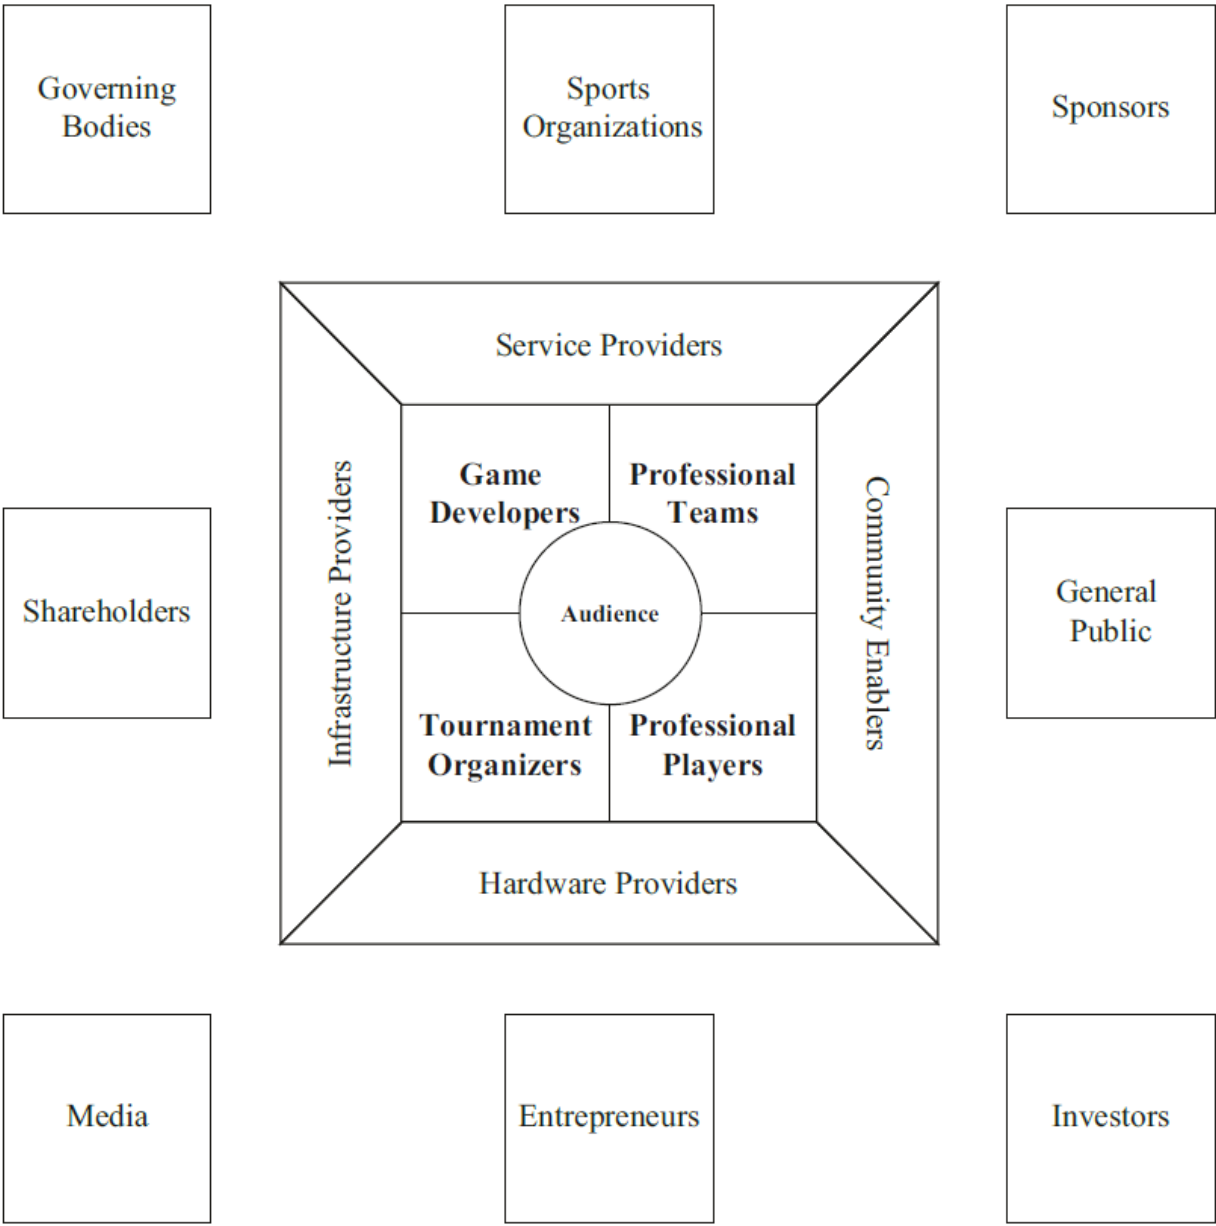 Governing
Bodies
Sports
Organizations
Sponsors
Service Providers
Infrastructure Providers
Game
Developers
Professional
Teams
Community Enablers
Shareholders
Audience
General
Public
Tournament
Organizers
Professional
Players
Hardware Providers
Media
Entrepreneurs
Investors